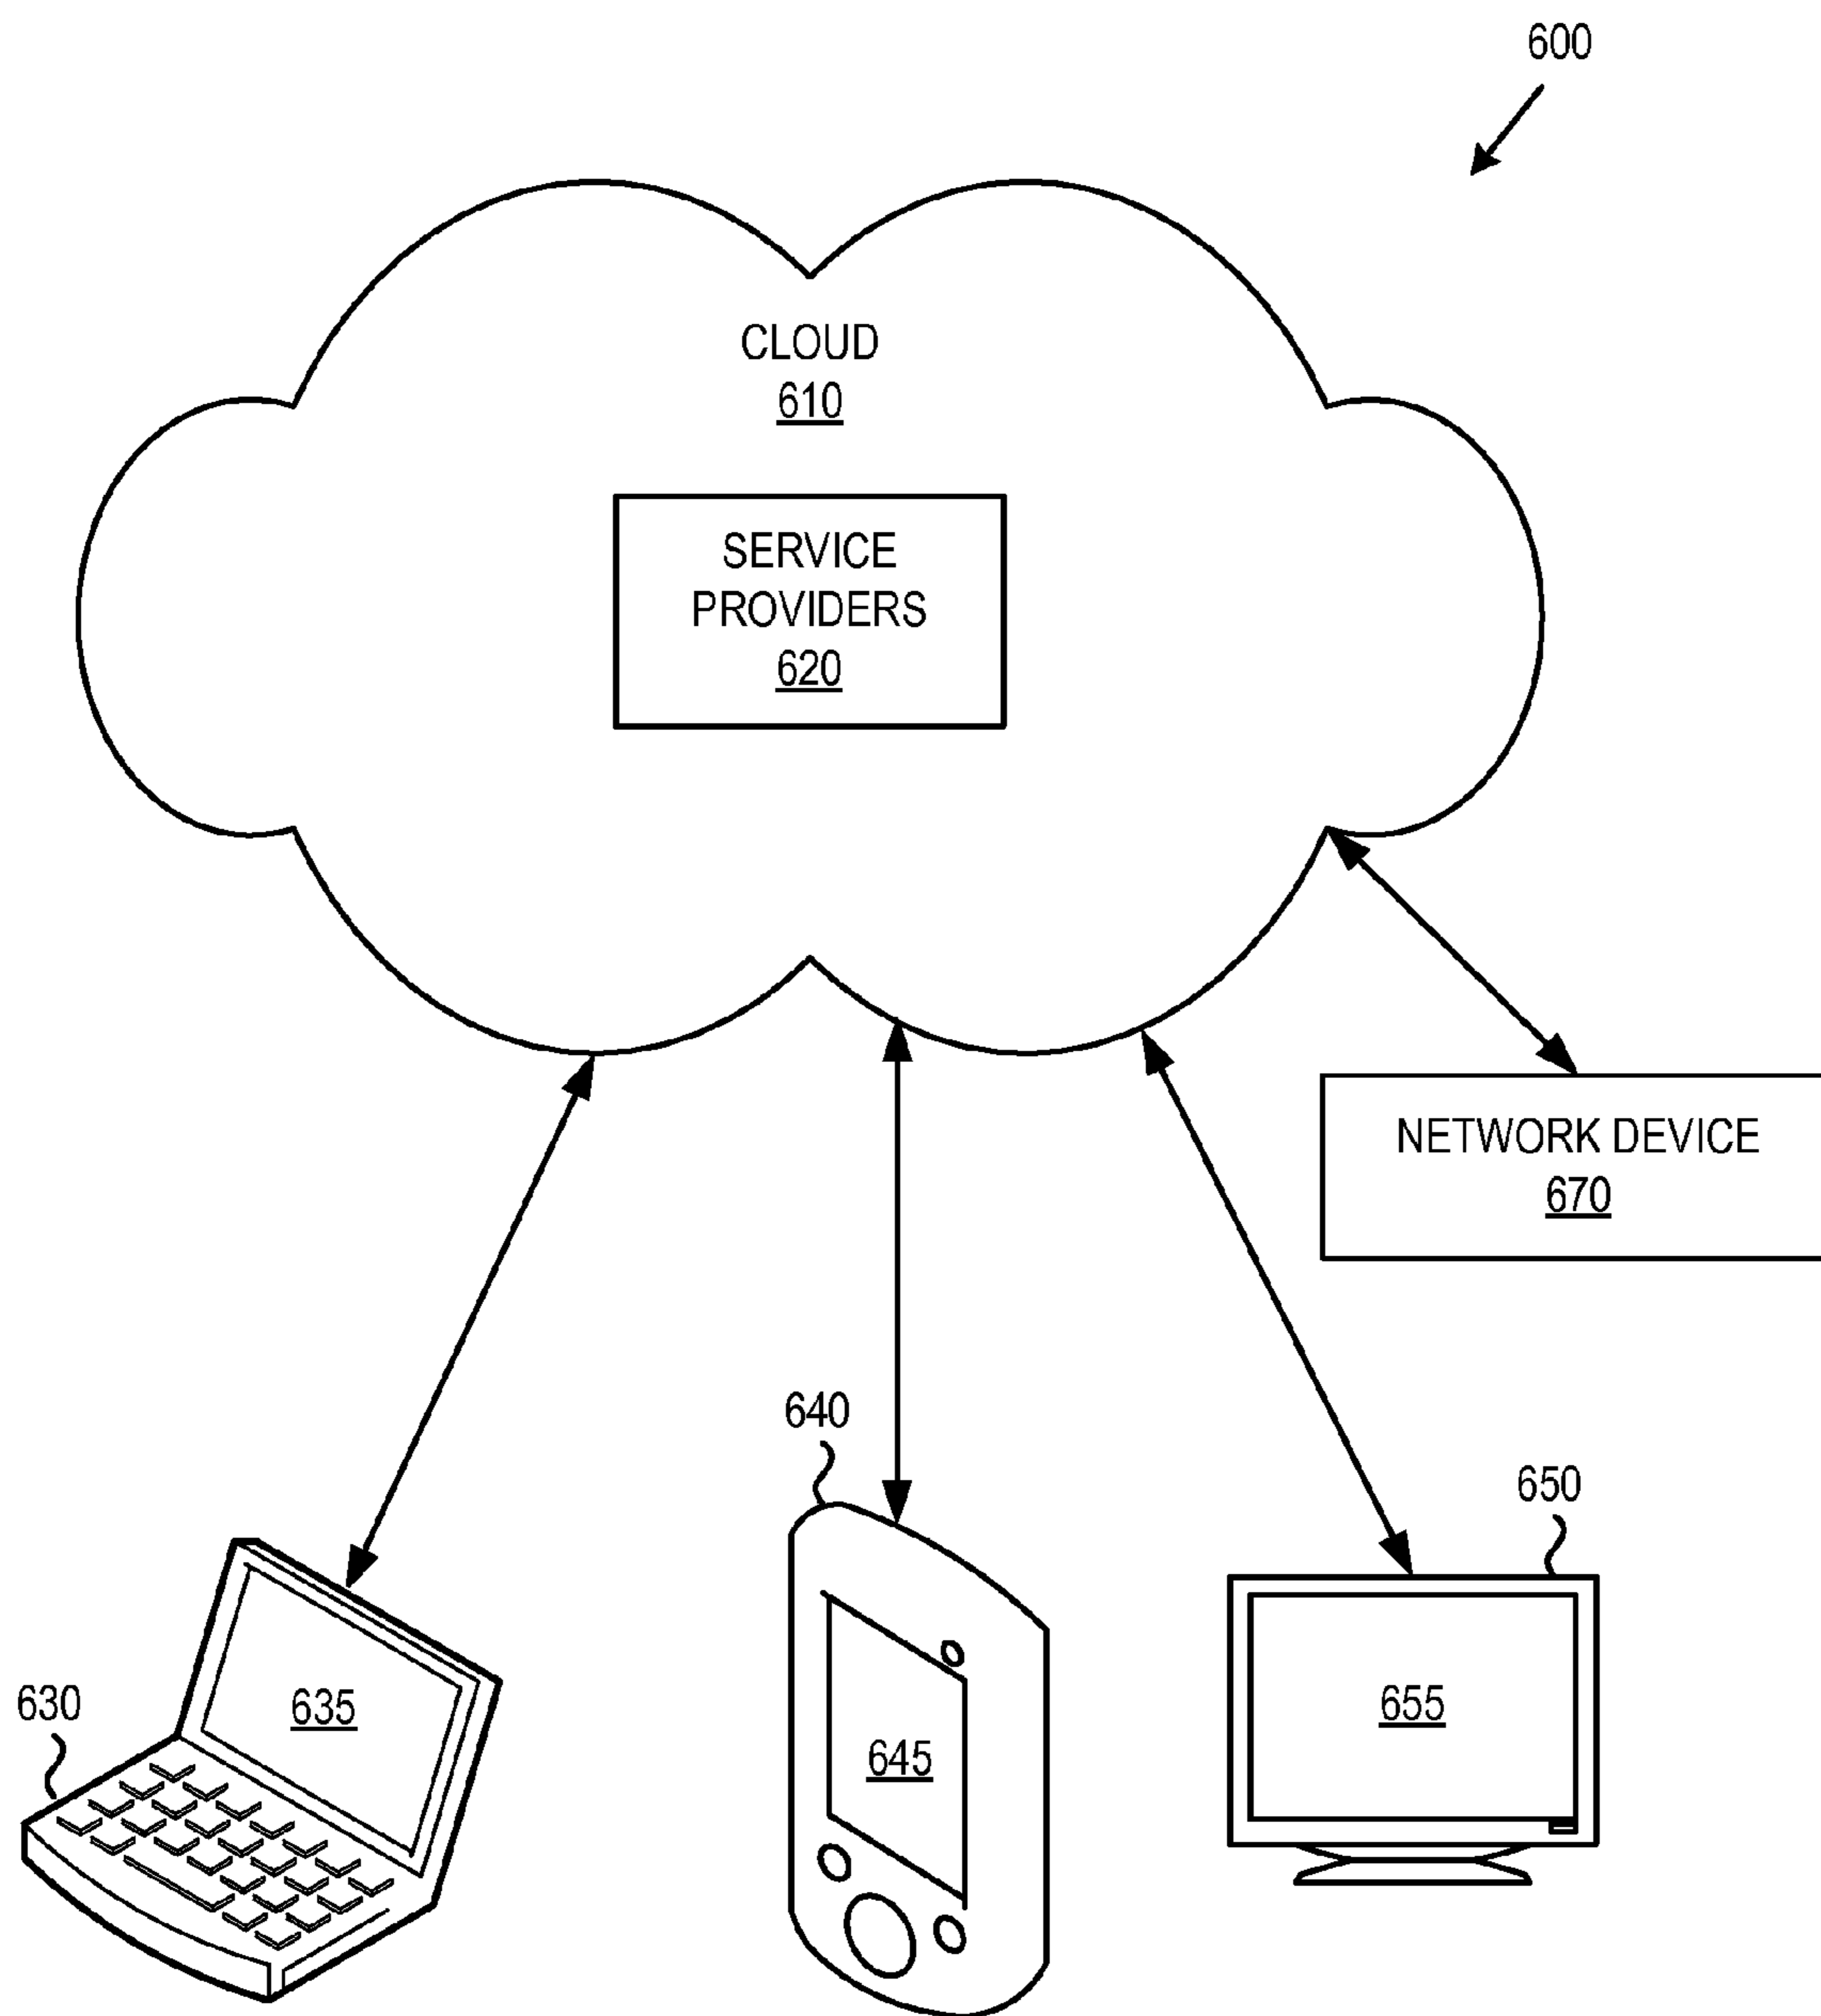 600
CLOUD
610
SERVICE
PROVIDERS
620
NETWORK DEVICE
670
640
650
630
635
645
655